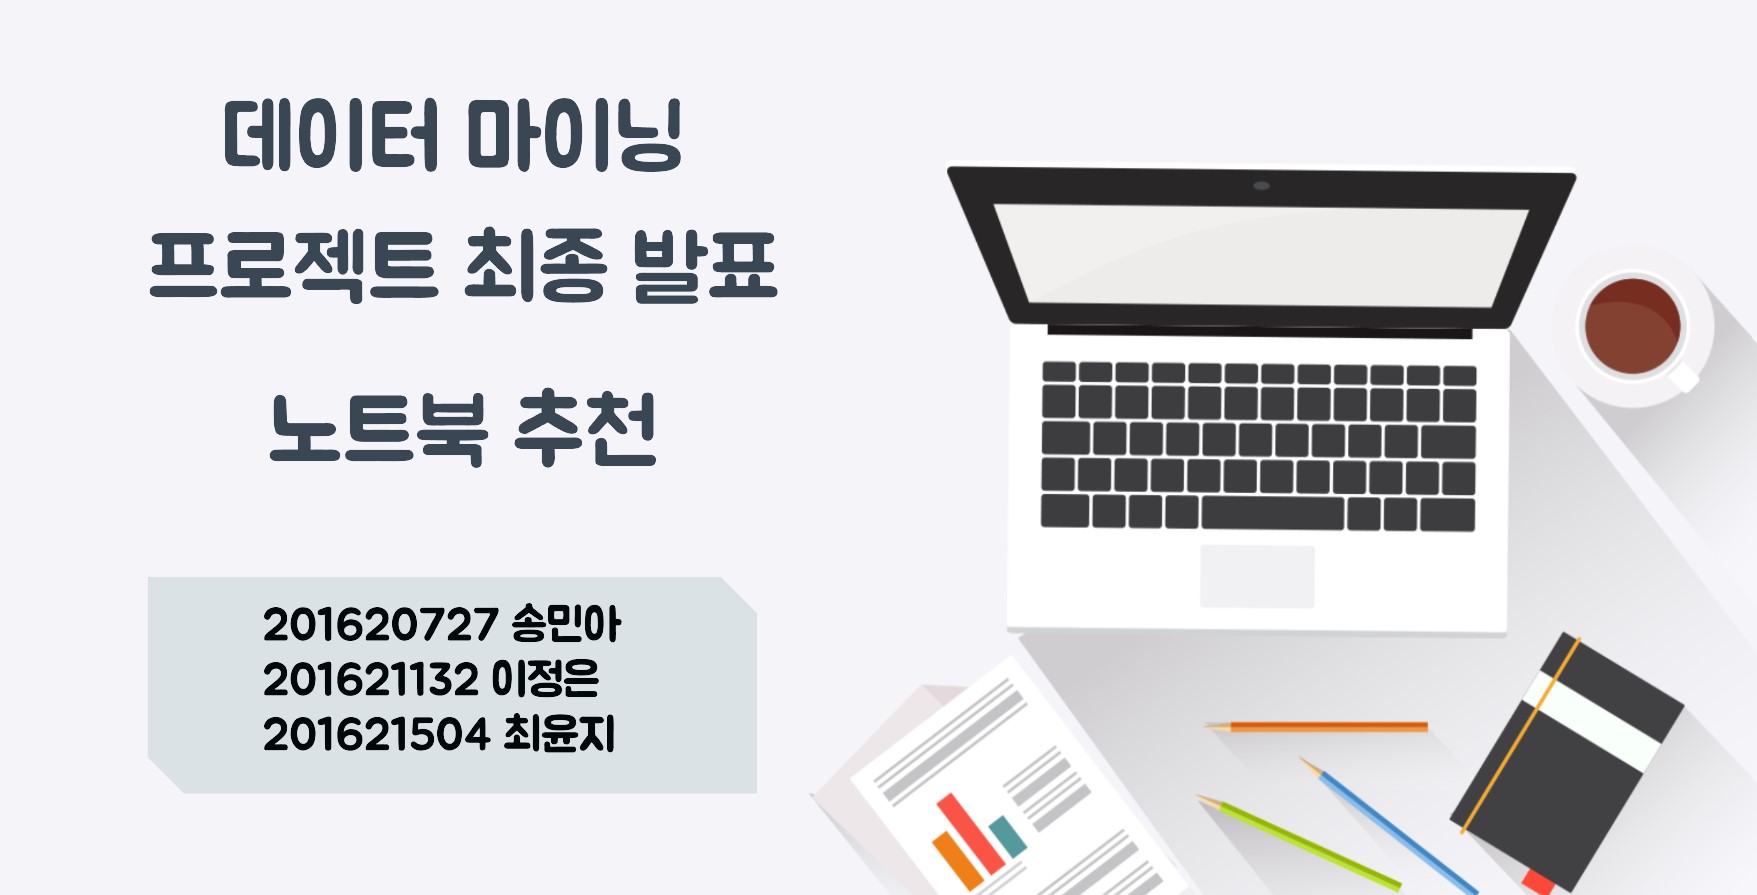 데이터 마이닝
프로젝트 최종 발표
노트북 추천
201620727 송민아
201621132 이정은
201621504 최윤지